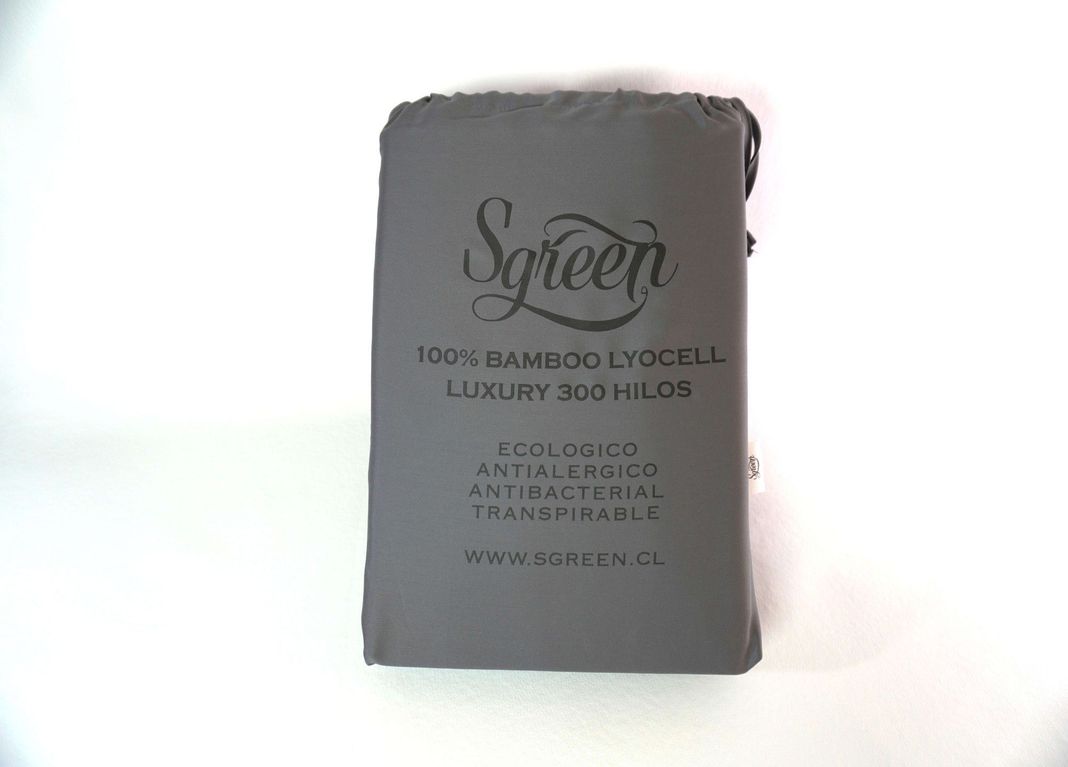 Sgreen
100% BAMBOO LYOCELL
LUXURY 300 HILOS
ECOLOGICO
ANTIALERGICO
ANTIBACTERIAL
TRANSPIRABLE
WWW.SGREEN.CL
Sgreen